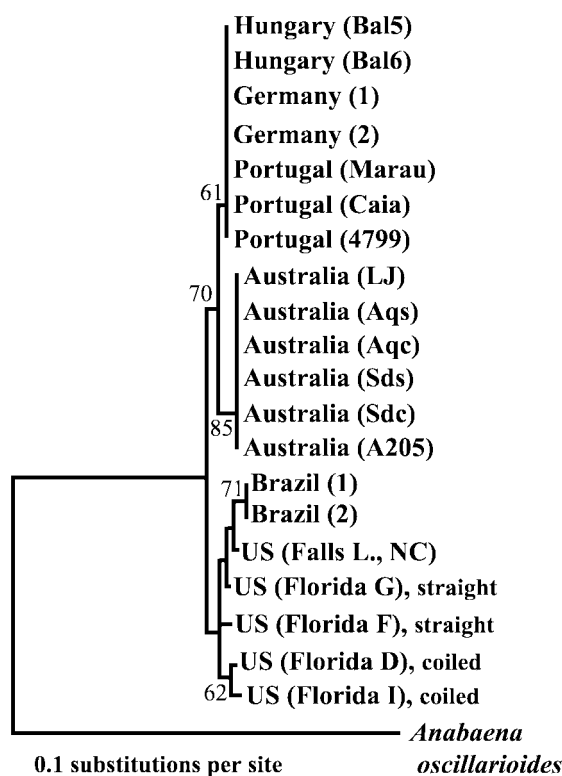 Hungary (Bal5)
Hungary (Bal6)
Germany (1)
Germany (2)
Portugal (Marau)
61
Portugal (Caia)
Portugal (4799)
Australia (LJ)
70
Australia (Aqs)
Australia (Aqc)
Australia (Sds)
Australia (Sdc)
85
Australia (A205)
71
Brazil (1)
Brazil (2)
US (Falls L., NC)
US (Florida G), straight
US (Florida F), straight
US (Florida D), coiled
62
US (Florida I), coiled
Anabaena
oscillarioides
0.1 substitutions per site